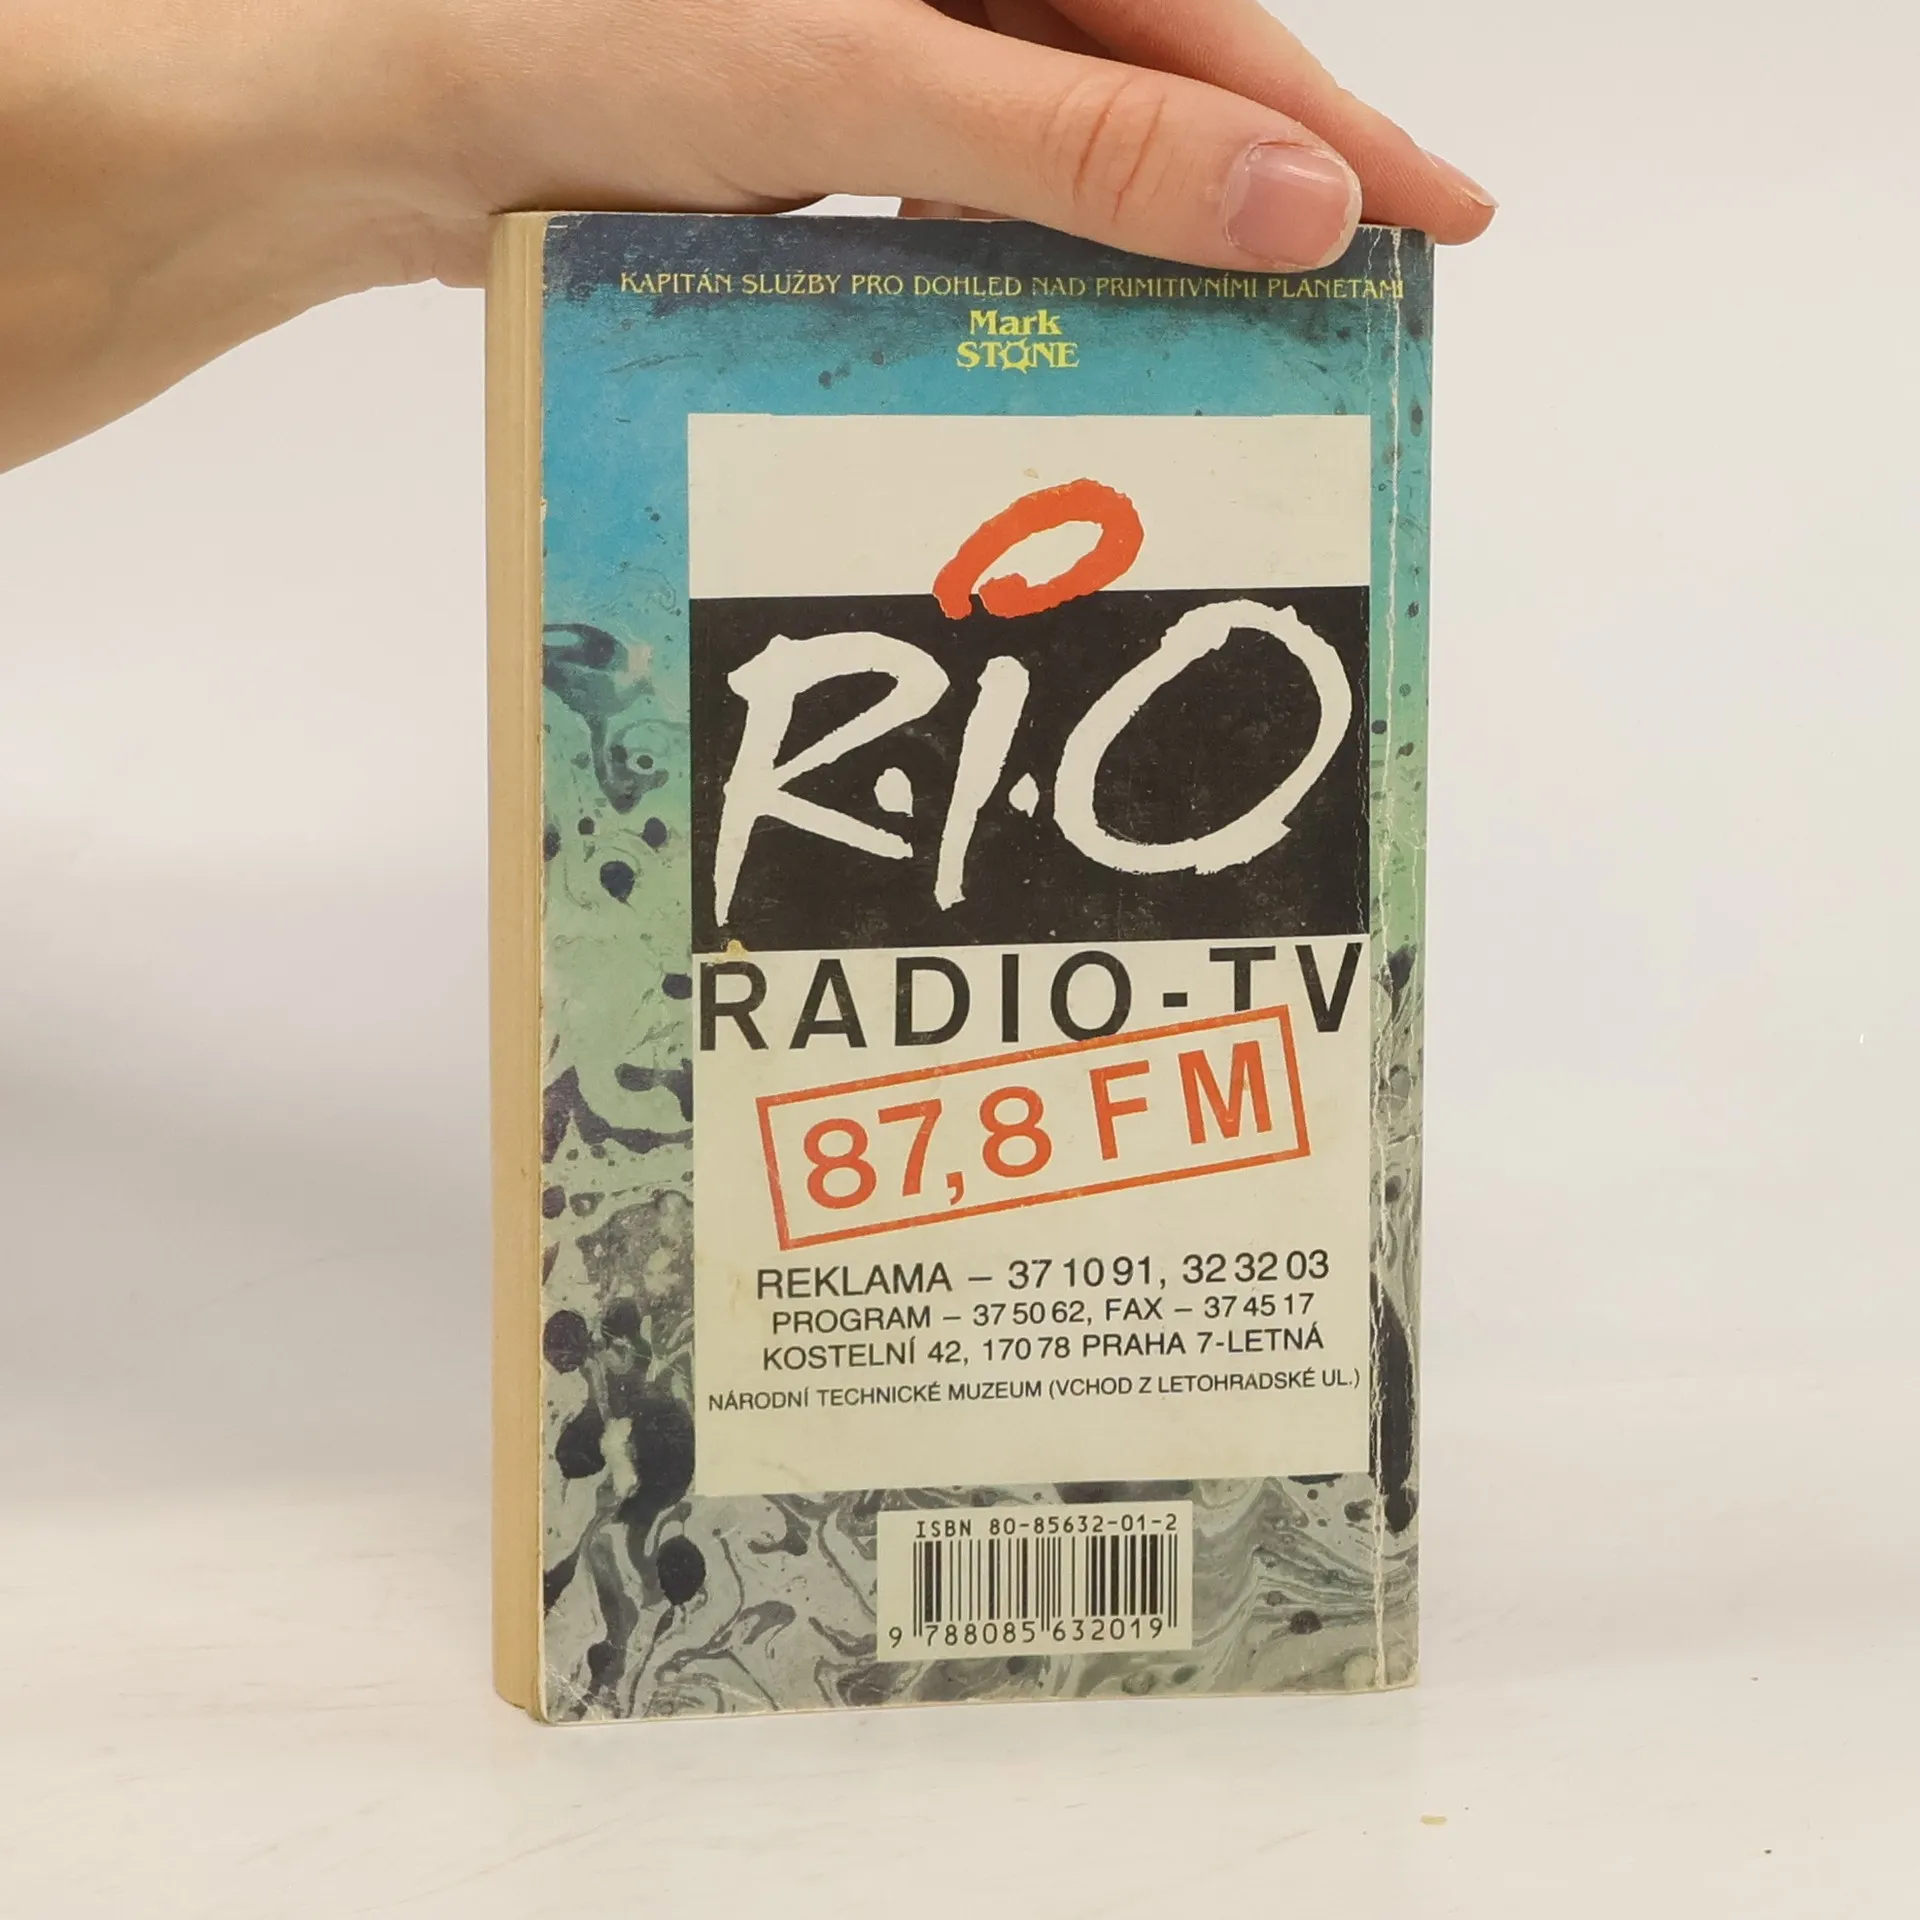 KAPITÁN SLUŽBY PRO DOHLED NAD PRIMITIVNÍMI PLANETAMI
Mark
STONE
R.I.O
RADIO-TV
87,8 FM
REKLAMA – 37 10 91, 32 32 03
PROGRAM – 37 50 62, FAX – 37 45 17
KOSTELNÍ 42, 170 78 PRAHA 7-LETNÁ
NÁRODNÍ TECHNICKÉ MUZEUM (VCHOD Z LETOHRADSKÉ UL.)
ISBN 80-85632-01-2
9 788085 632019